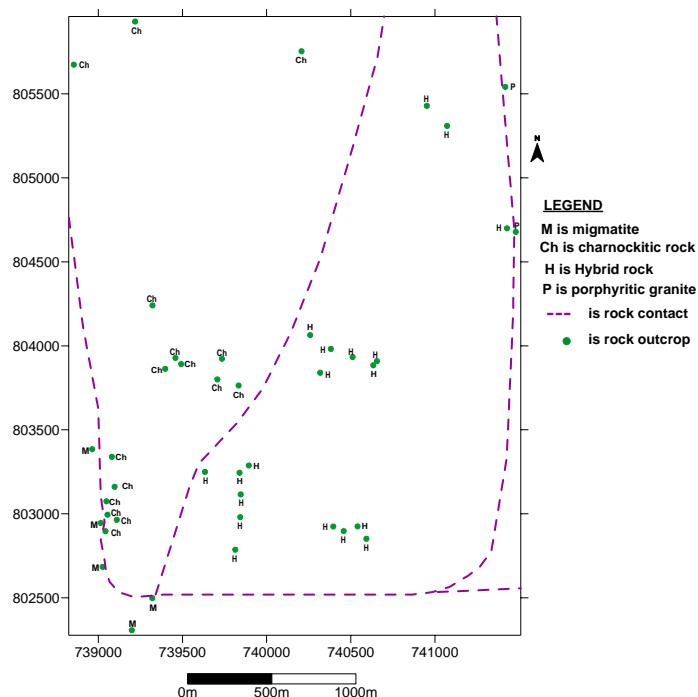 Ch
Ch
Ch
805500
P
H
H
N
805000
LEGEND
H
P
M is migmatite
804500
Ch is charnockitic rock
H is Hybrid rock
P is porphyritic granite
Ch
is rock contact
H
804000
is rock outcrop
Ch
Ch
H
H
H
Ch
Ch
H
H
Ch
Ch
803500
M
Ch
H
H
H
Ch
H
Ch
803000
Ch
Ch
M
Ch
H
H
H
H
H
H
M
802500
M
M
739000
739500
740000
740500
741000
0m
500m
1000m